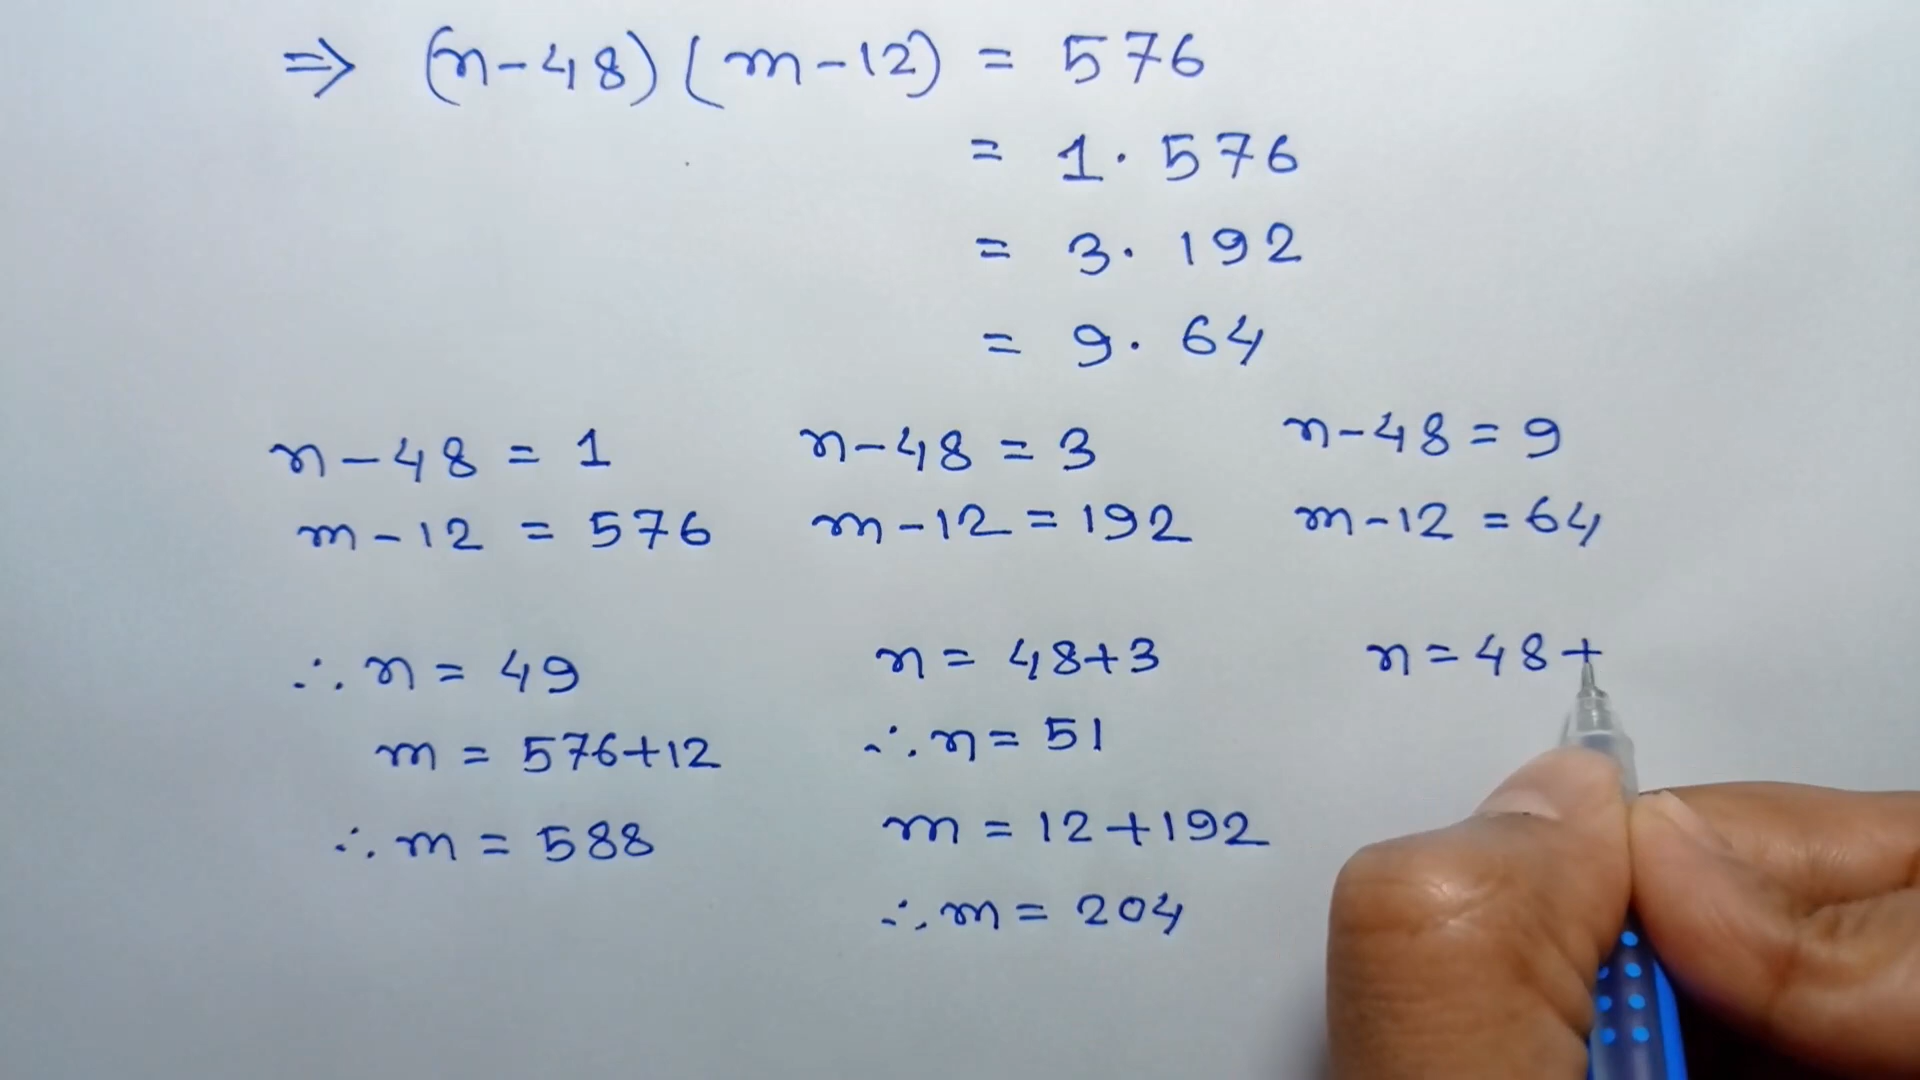 ⇒ (n-48)(m-12) = 576
= 1·576
= 3·192
= 9·64
n-48 = 1
m-12 = 576
∴ n = 49
m = 576+12
∴ m = 588
n-48 = 3
m-12 = 192
n = 48+3
∴ n = 51
m = 12+192
∴ m = 204
n-48 = 9
m-12 = 64
n = 48+